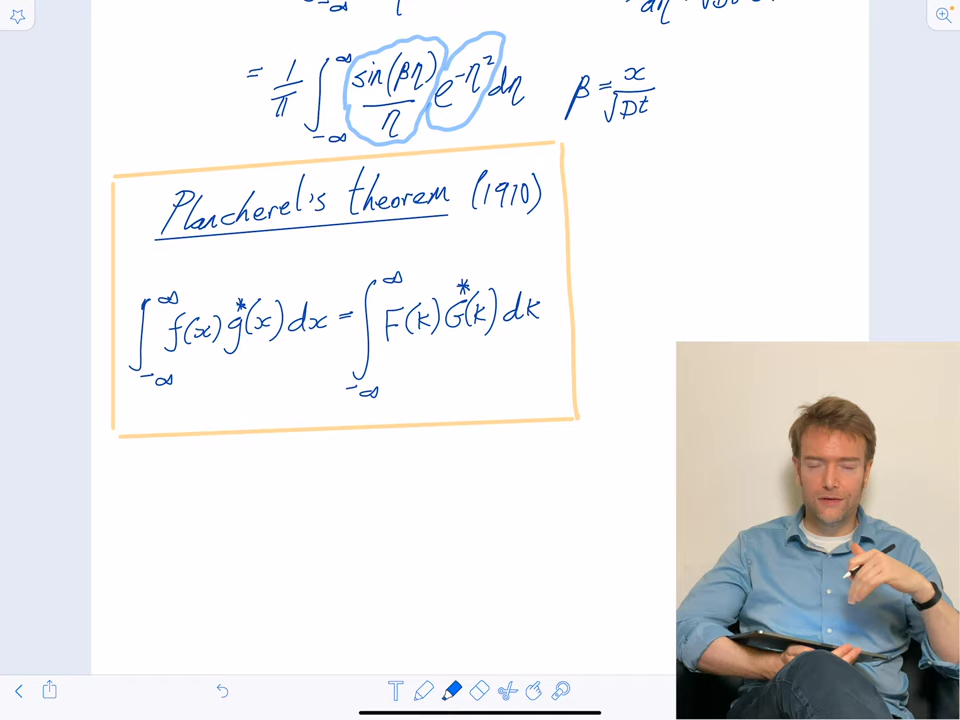 = 1/π ∫_{-∞}^{∞} sin(βη)/η e^{-η²} dη β = x/√Dt
Plancherel's theorem (1910)
∫_{-∞}^{∞} f(x) g*(x) dx = ∫_{-∞}^{∞} F(k) G*(k) dk
T